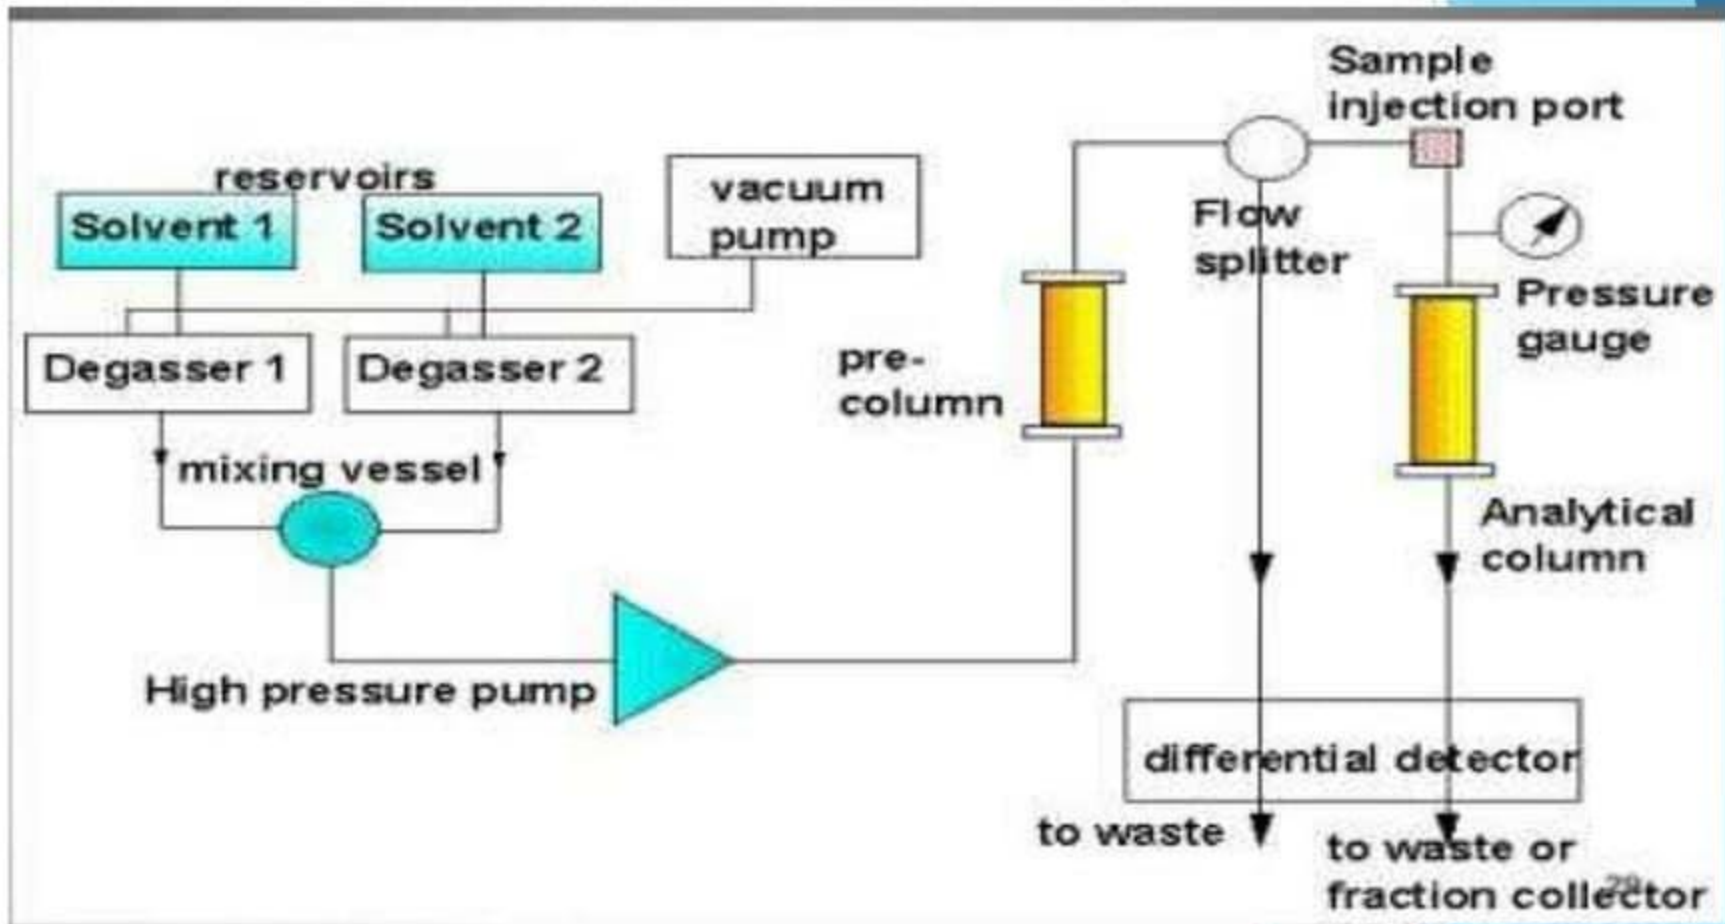 reservoirs
Solvent 1
Solvent 2
vacuum
pump
Degasser 1
Degasser 2
mixing vessel
High pressure pump
pre-
column
Flow
splitter
Sample
injection port
Pressure
gauge
Analytical
column
differential detector
to waste
to waste or
fraction collector